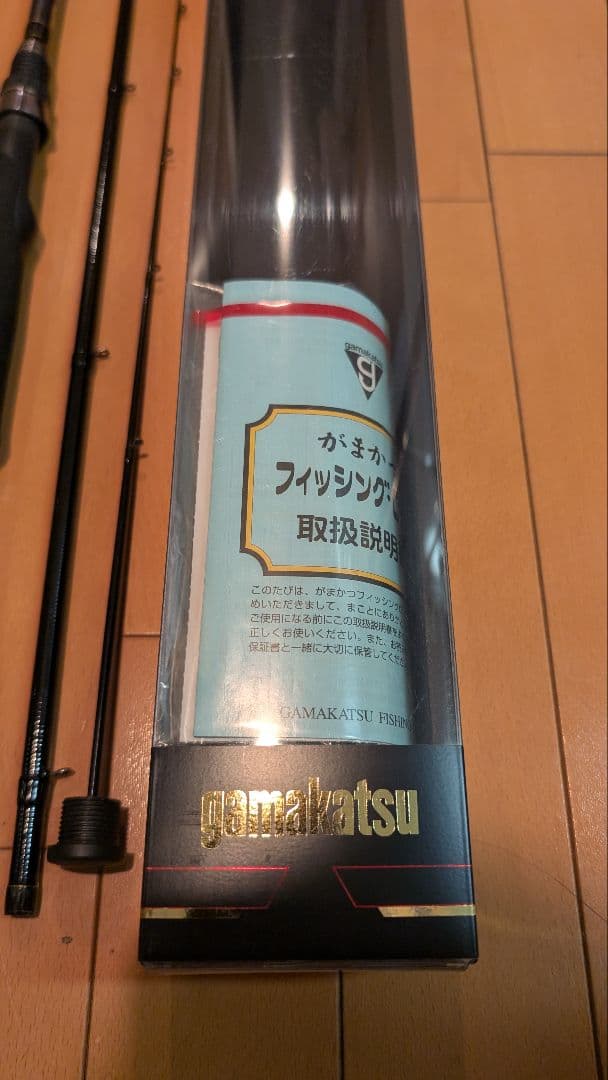 gamakatsu
g
がまかつ
フィッシング・
取扱説明
このたびは、がまかつフィッシング
めいただきまして、まことにあり
ご使用になる前にこの取扱説明書を
正しくお使いください。また、お
保証書と一緒に大切に保管してくだ
GAMAKATSU FISHING
gamakatsu